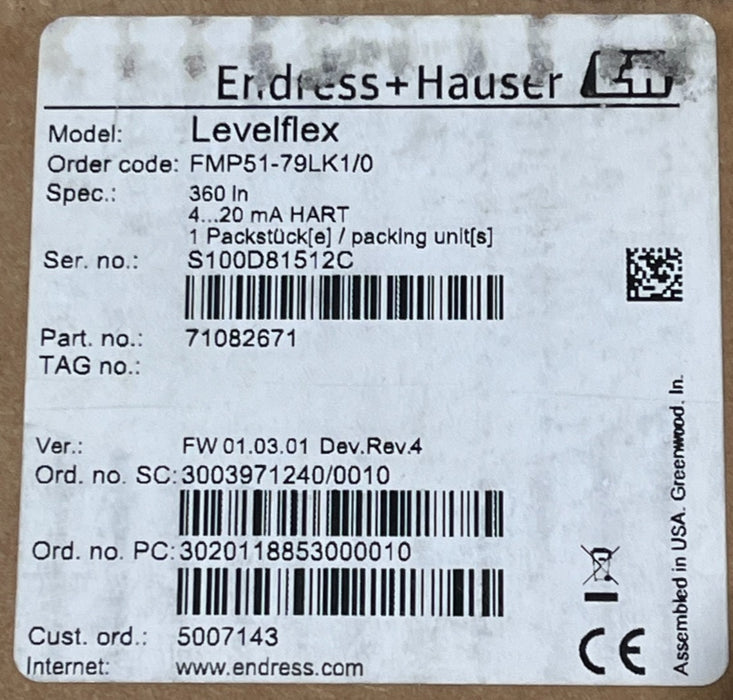 Endress+Hauser
Model: Levelflex
Order code: FMP51-79LK1/0
Spec.: 360 in
4...20 mA HART
1 Packstück[e] / packing unit[s]
Ser. no.: S100D81512C
Part. no.: 71082671
TAG no.:
Ver.: FW 01.03.01 Dev.Rev.4
Ord. no. SC: 3003971240/0010
Ord. no. PC: 3020118853000010
Cust. ord.: 5007143
Internet: www.endress.com
CE
Assembled in USA. Greenwood. In.